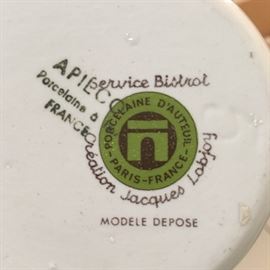 APILCO
Porcelaine à
FRANCE
Service Bistrot
PORCELAINE D'AUTEUIL
PARIS-FRANCE
Création Jacques Lobjoy
MODELE DEPOSE